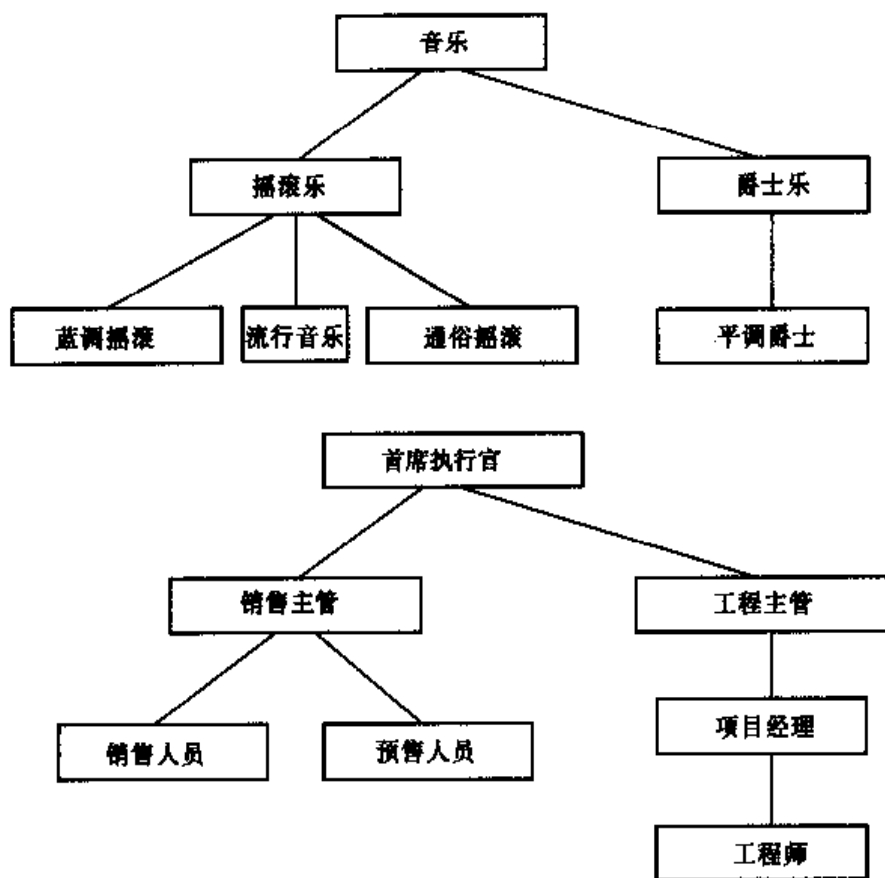 音乐
摇滚乐
爵士乐
蓝调摇滚
流行音乐
通俗摇滚
平调爵士
首席执行官
销售主管
工程主管
销售人员
预售人员
项目经理
工程师